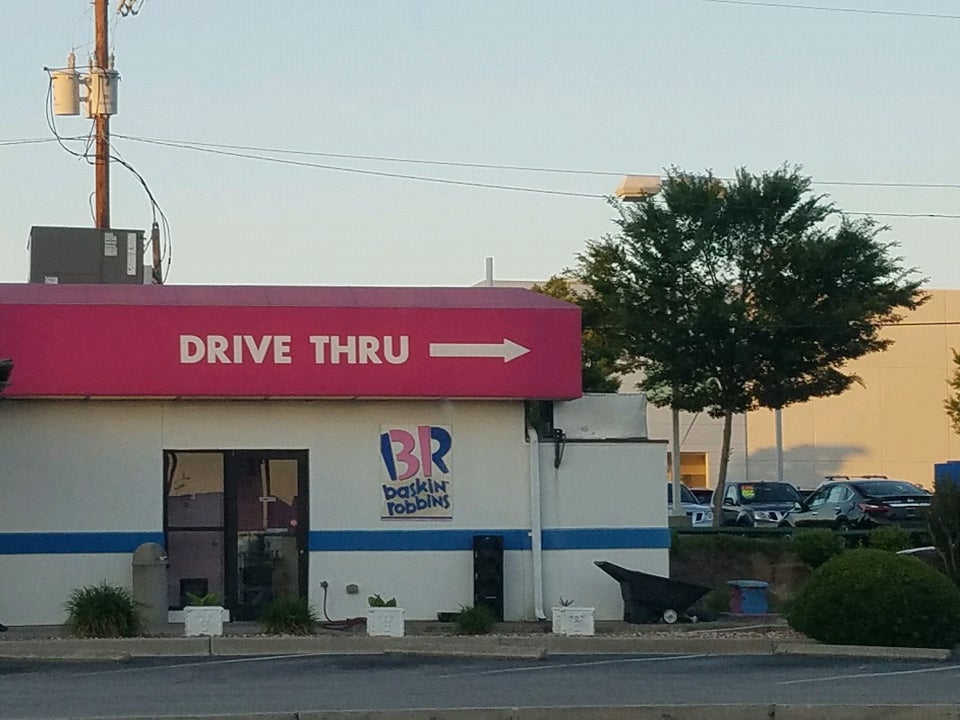 DRIVE THRU
BR
baskin
robbins